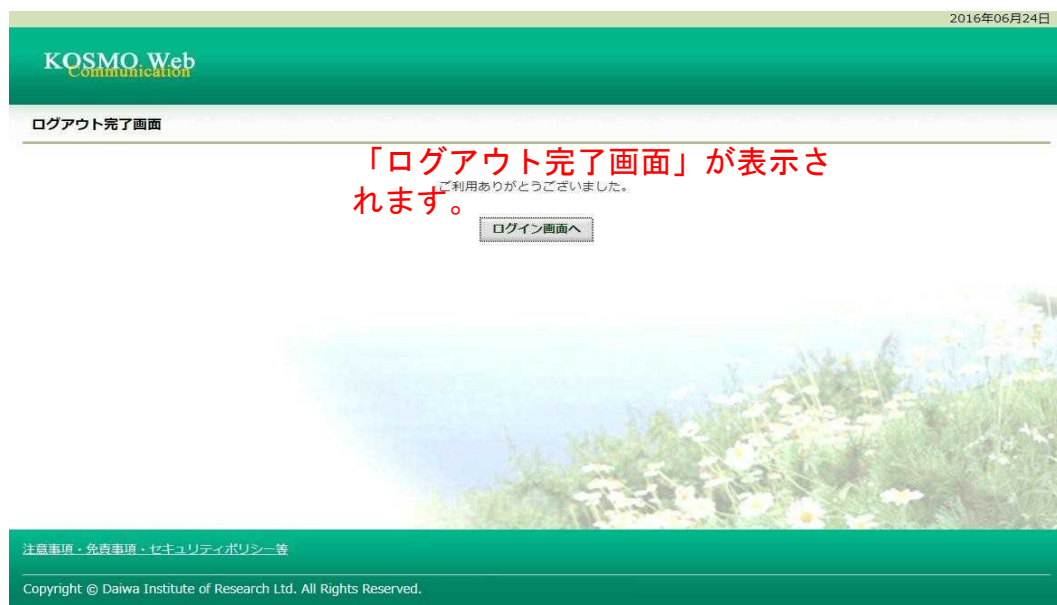 2016年06月24日
KOSMO Web
Communication
ログアウト完了画面
「ログアウト完了画面」が表示さ
れます。
ご利用ありがとうございました。
ログイン画面へ
注意事項・免責事項・セキュリティポリシー等
Copyright © Daiwa Institute of Research Ltd. All Rights Reserved.